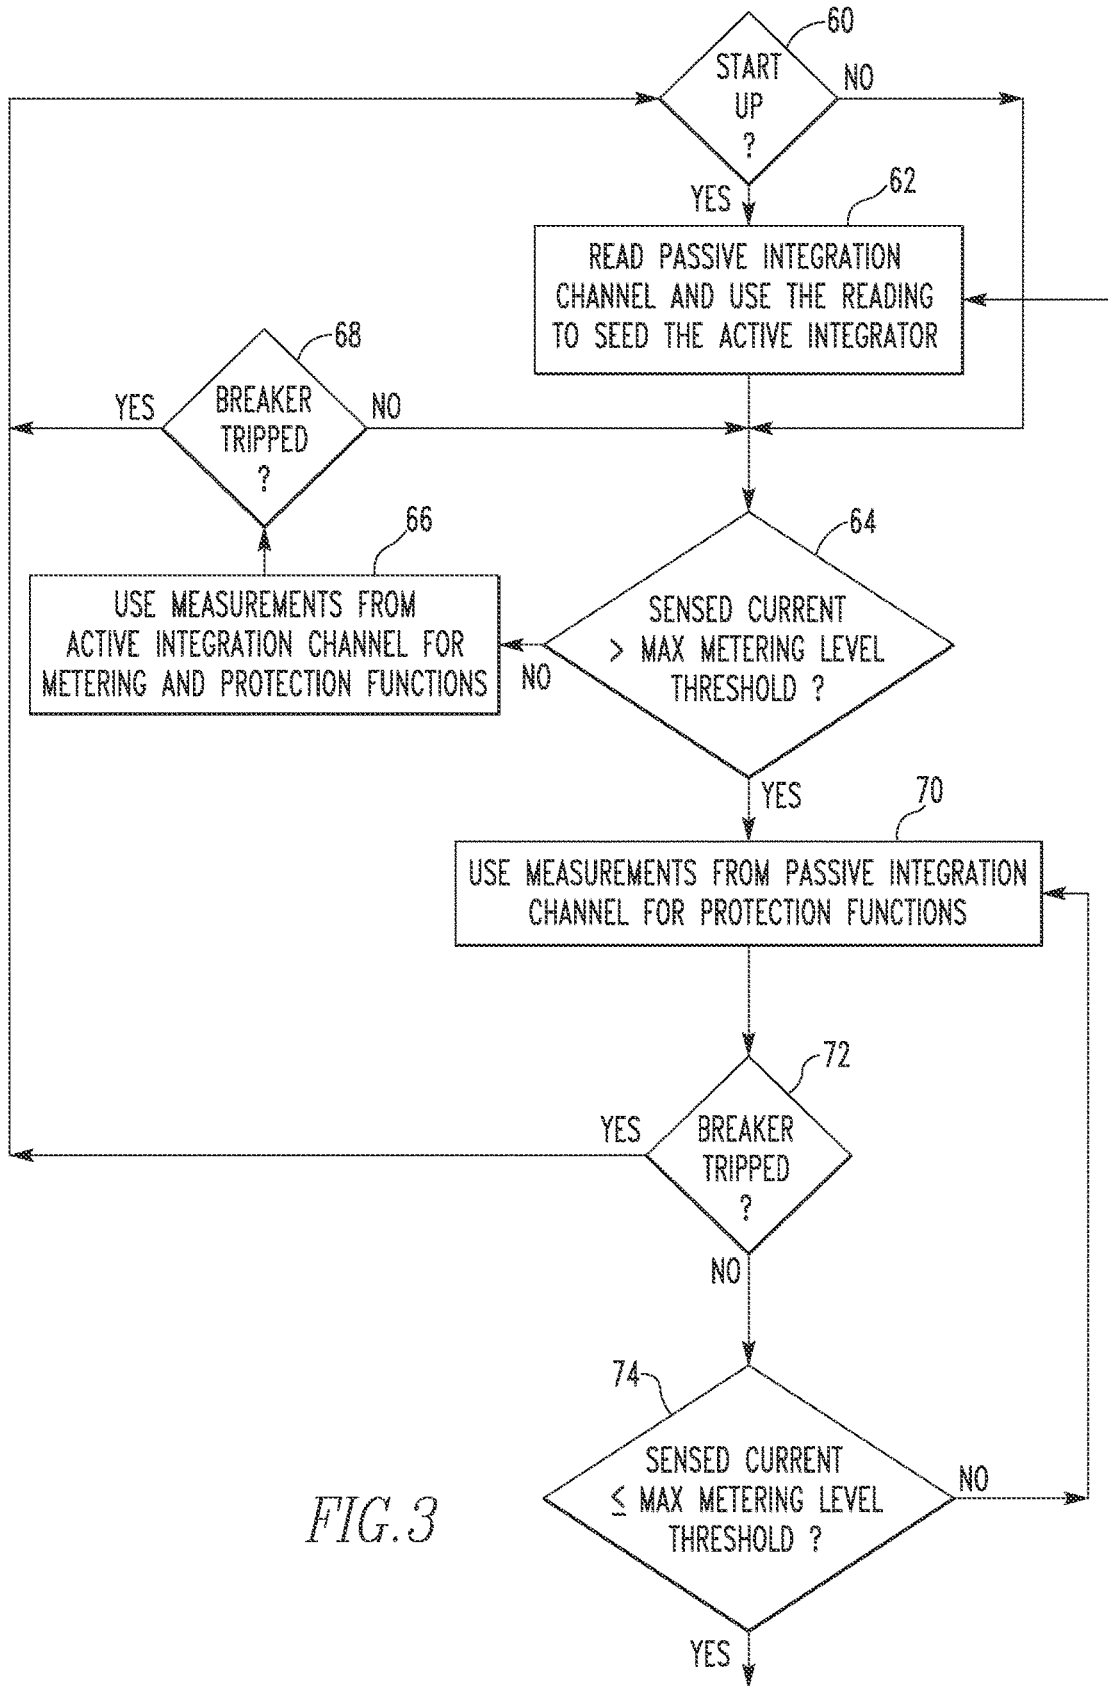 60
START
UP
?
NO
YES
62
READ PASSIVE INTEGRATION
CHANNEL AND USE THE READING
TO SEED THE ACTIVE INTEGRATOR
68
BREAKER
TRIPPED
?
YES
NO
66
USE MEASUREMENTS FROM
ACTIVE INTEGRATION CHANNEL FOR
METERING AND PROTECTION FUNCTIONS
64
SENSED CURRENT
> MAX METERING LEVEL
THRESHOLD ?
NO
YES
70
USE MEASUREMENTS FROM PASSIVE INTEGRATION
CHANNEL FOR PROTECTION FUNCTIONS
72
BREAKER
TRIPPED
?
YES
NO
74
SENSED CURRENT
≤ MAX METERING LEVEL
THRESHOLD ?
NO
YES
FIG.3